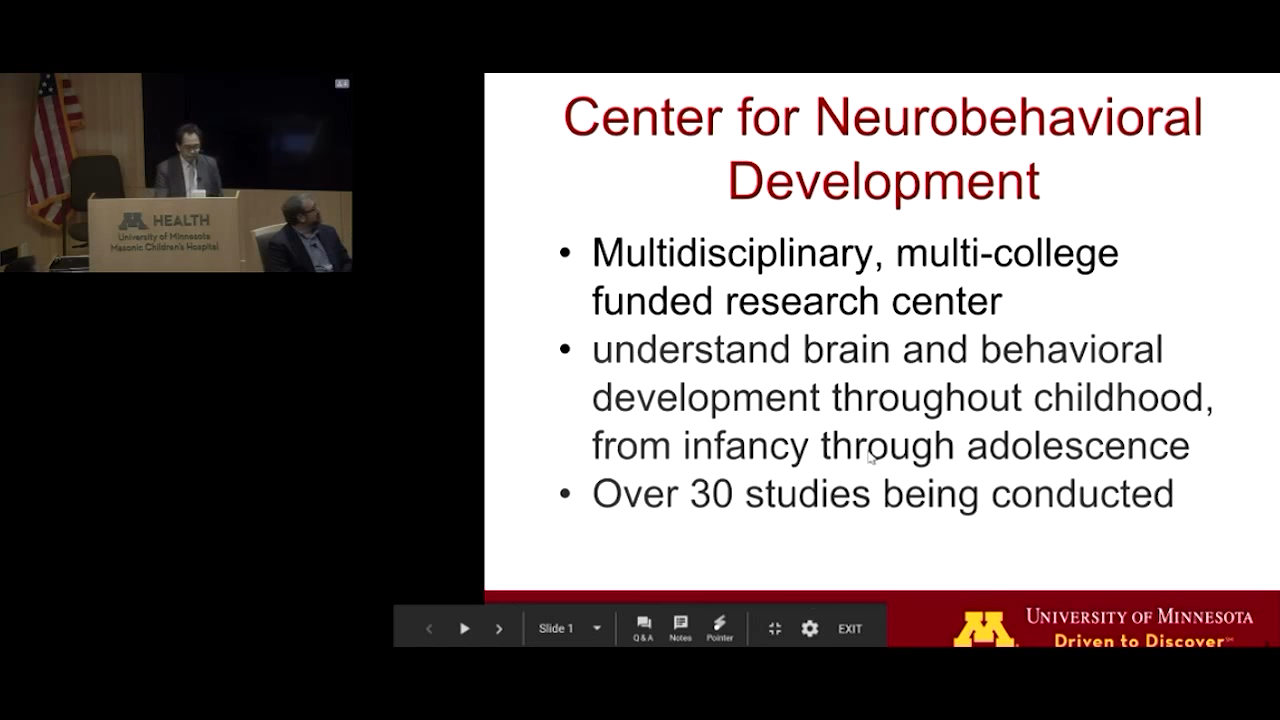 HEALTH
University of Minnesota
Masonic Children's Hospital
Center for Neurobehavioral
Development
• Multidisciplinary, multi-college
funded research center
• understand brain and behavioral
development throughout childhood,
from infancy through adolescence
• Over 30 studies being conducted
Slide 1
Q & A
Notes
Pointer
EXIT
UNIVERSITY OF MINNESOTA
Driven to Discover℠